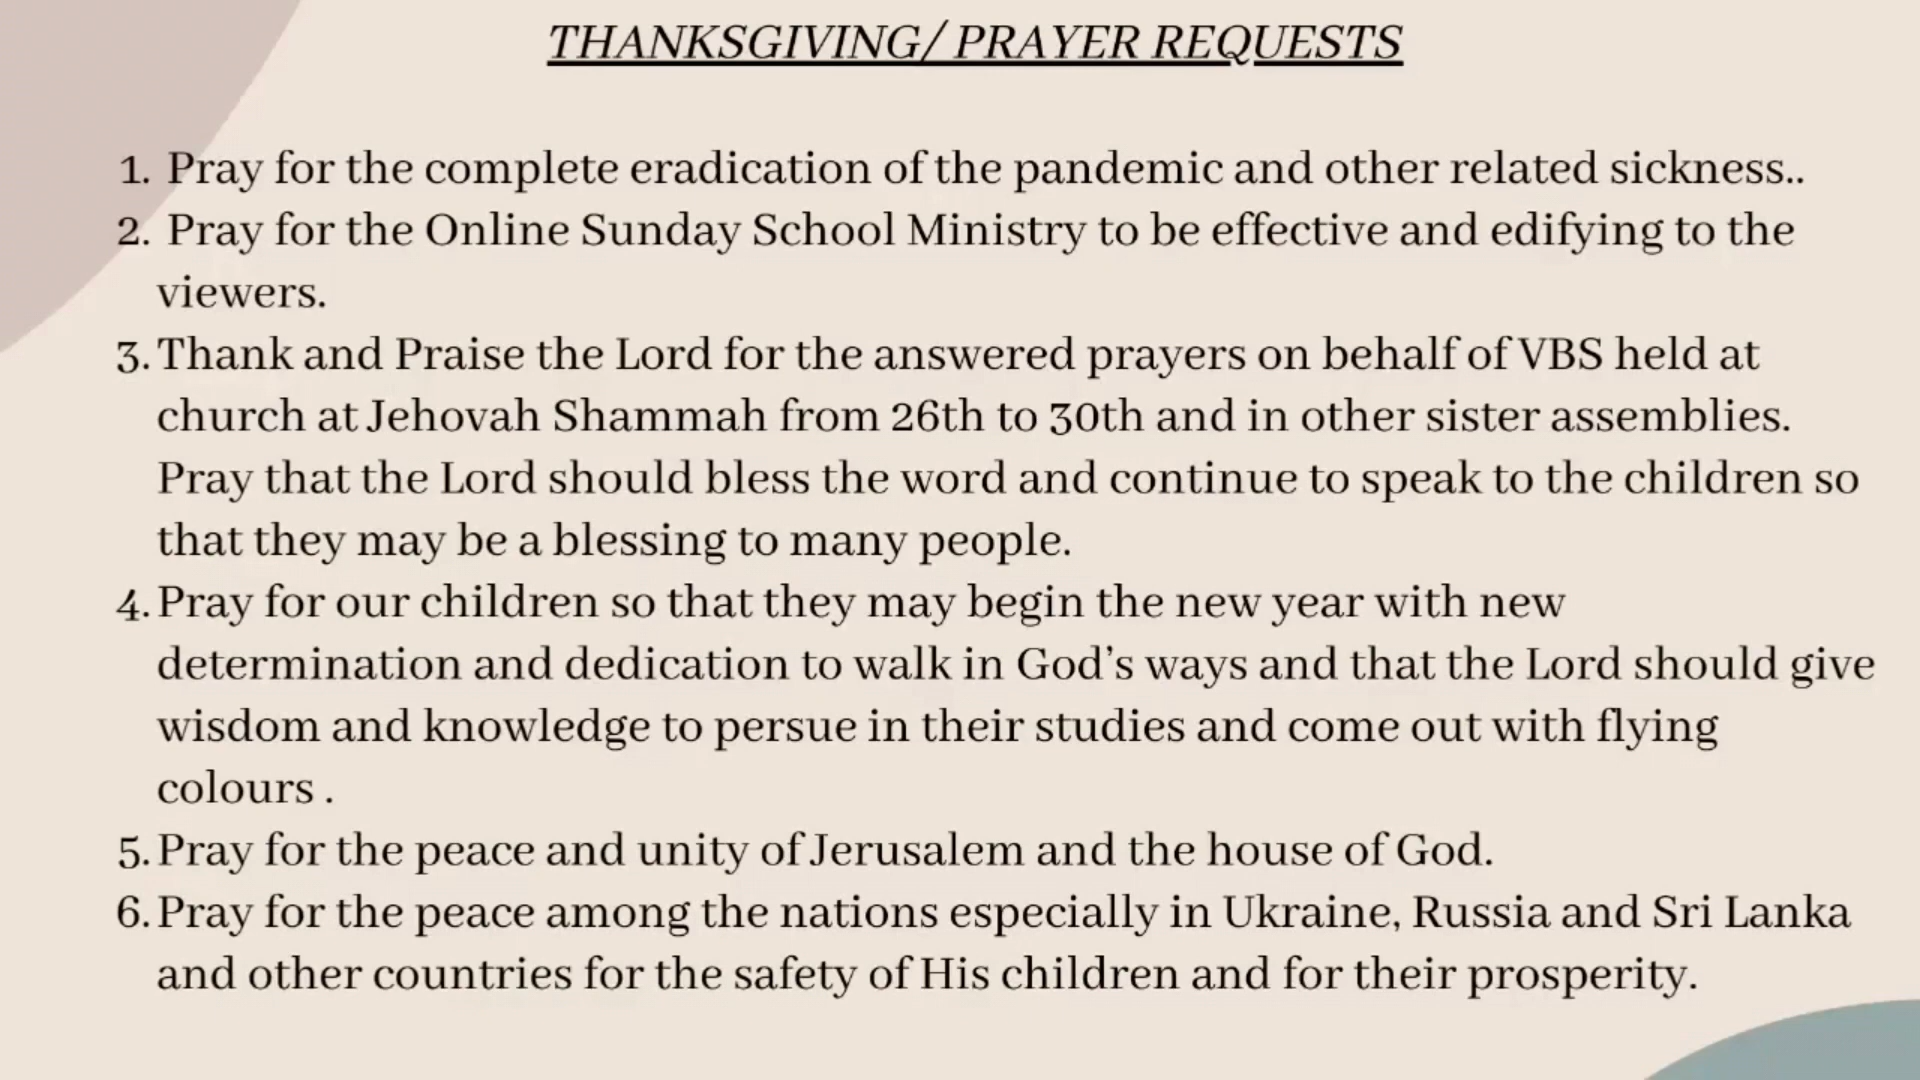 THANKSGIVING/ PRAYER REQUESTS
1. Pray for the complete eradication of the pandemic and other related sickness..
2. Pray for the Online Sunday School Ministry to be effective and edifying to the
viewers.
3. Thank and Praise the Lord for the answered prayers on behalf of VBS held at
church at Jehovah Shammah from 26th to 30th and in other sister assemblies.
Pray that the Lord should bless the word and continue to speak to the children so
that they may be a blessing to many people.
4. Pray for our children so that they may begin the new year with new
determination and dedication to walk in God’s ways and that the Lord should give
wisdom and knowledge to persue in their studies and come out with flying
colours .
5. Pray for the peace and unity of Jerusalem and the house of God.
6. Pray for the peace among the nations especially in Ukraine, Russia and Sri Lanka
and other countries for the safety of His children and for their prosperity.